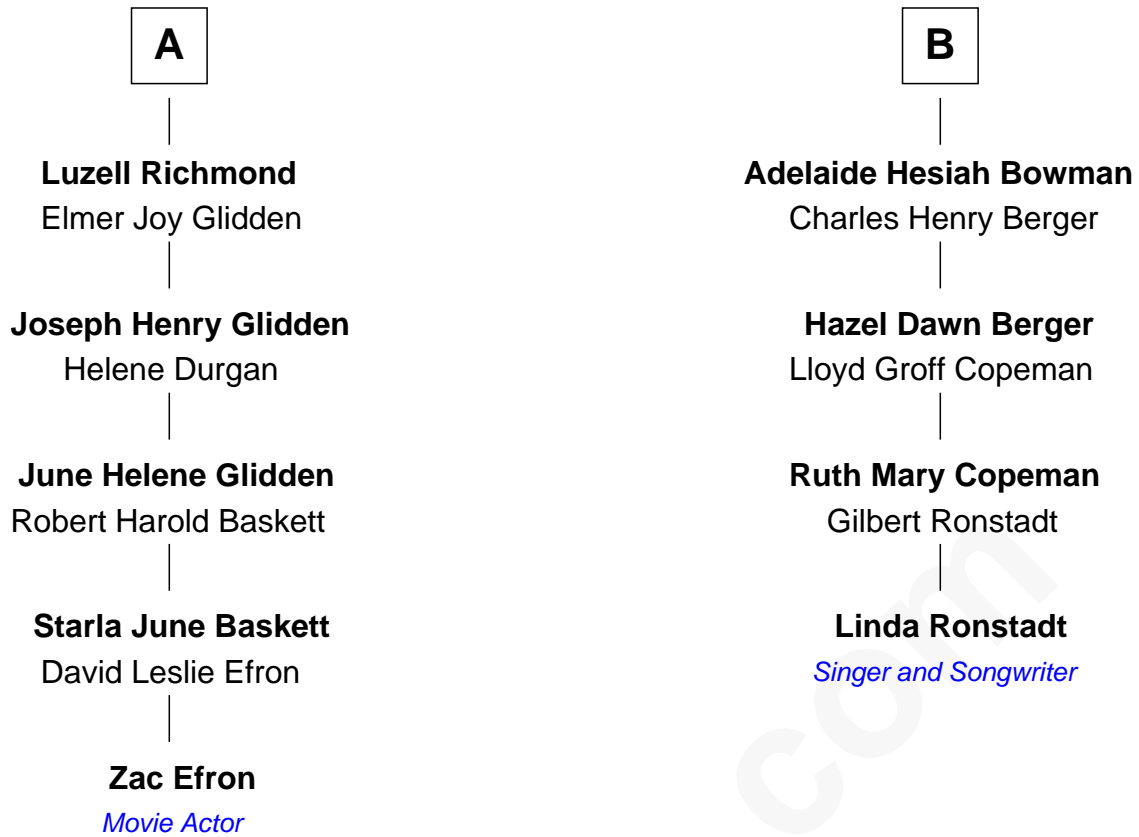 A
Luzell Richmond
Elmer Joy Glidden
Joseph Henry Glidden
Helene Durgan
June Helene Glidden
Robert Harold Baskett
Starla June Baskett
David Leslie Efron
Zac Efron
Movie Actor
B
Adelaide Hesiah Bowman
Charles Henry Berger
Hazel Dawn Berger
Lloyd Groff Copeman
Ruth Mary Copeman
Gilbert Ronstadt
Linda Ronstadt
Singer and Songwriter
com